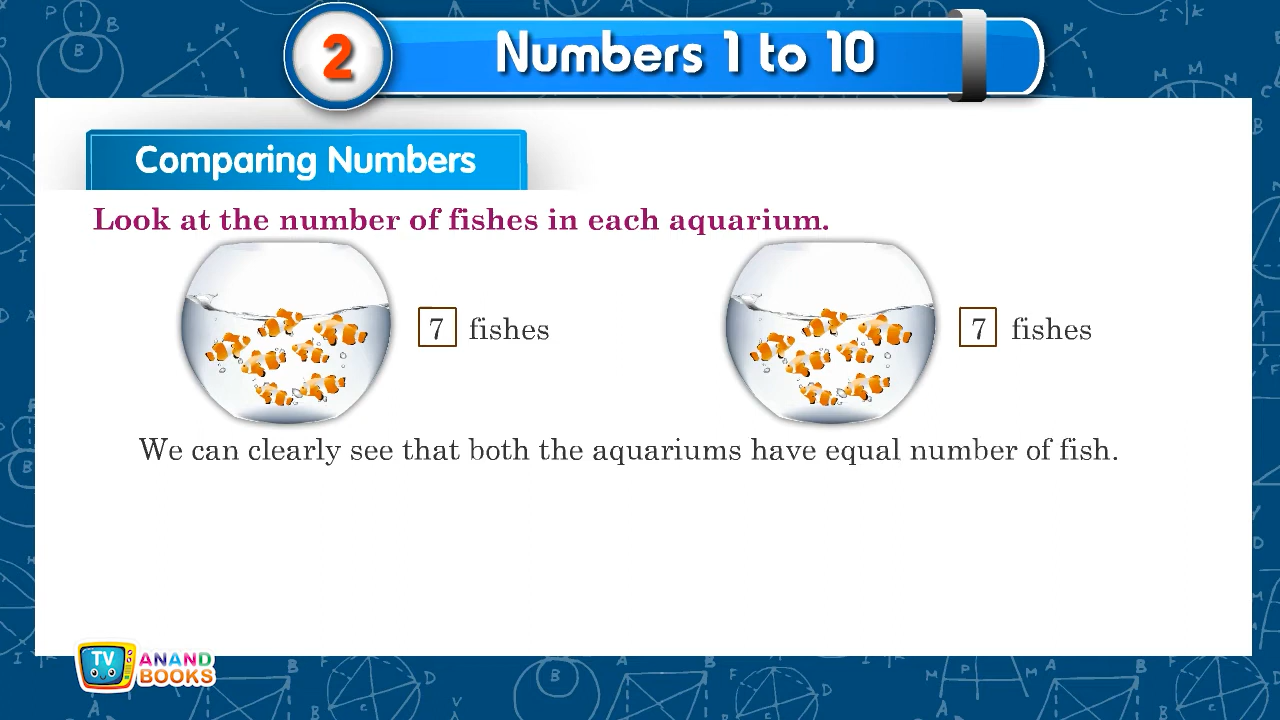 2
Numbers 1 to 10
Comparing Numbers
Look at the number of fishes in each aquarium.
7 fishes
7 fishes
We can clearly see that both the aquariums have equal number of fish.
TV
ANAND
BOOKS